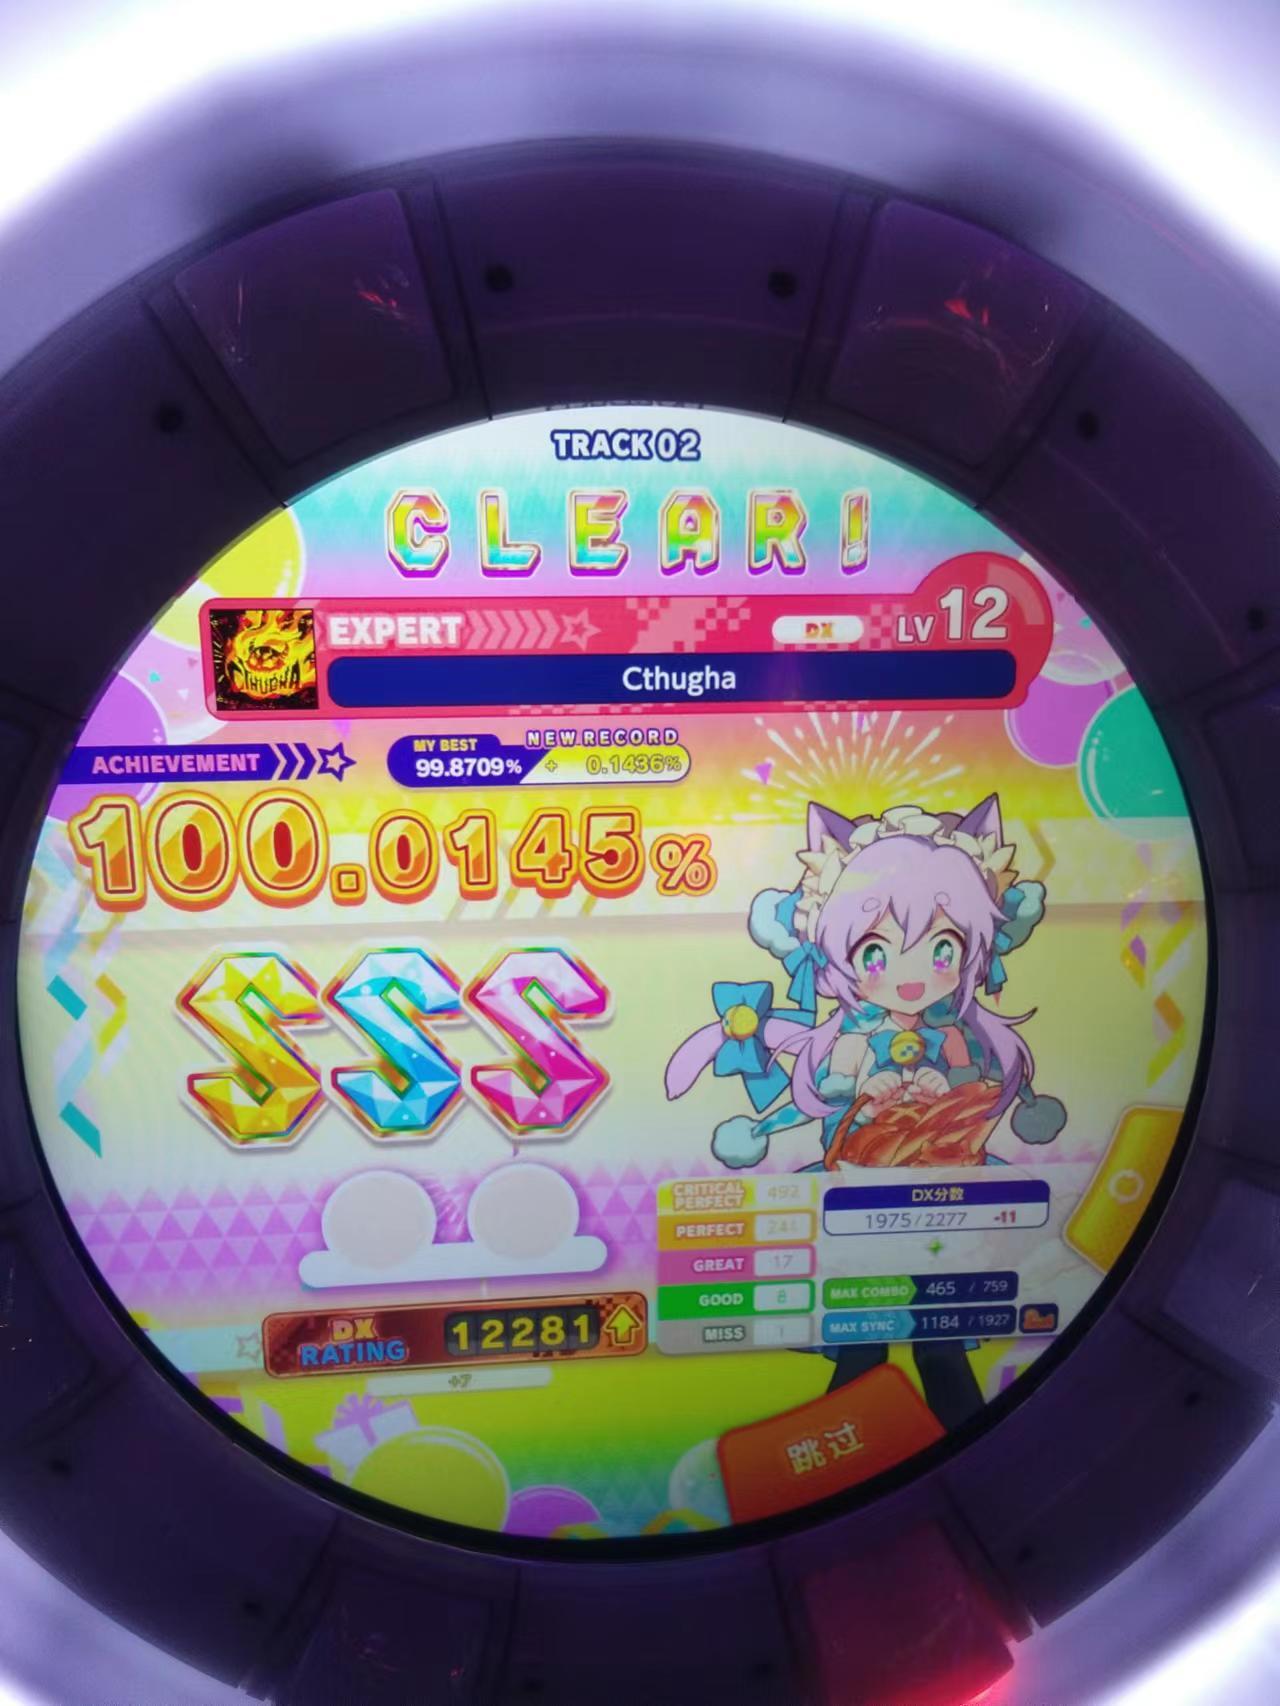 TRACK 02
CLEAR!
EXPERT DX LV 12
CTHUGHA
Cthugha
ACHIEVEMENT
MY BEST NEW RECORD
99.8709% + 0.1436%
100.0145%
SSS
CRITICAL PERFECT 492
PERFECT
GREAT 17
GOOD 8
MISS 1
DX分数
1975/2277 -11
MAX COMBO 465 / 759
MAX SYNC 1184 / 1927
DX RATING 12281
+7
跳过